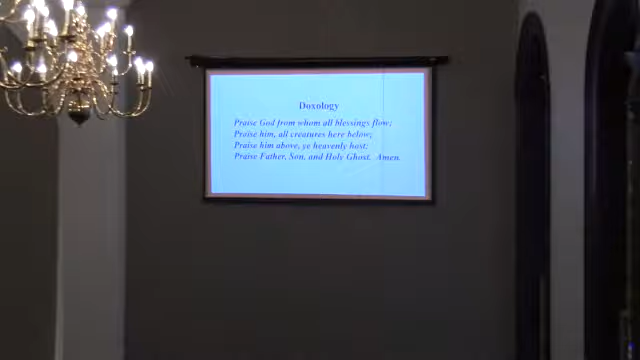 Doxology
Praise God from whom all blessings flow;
Praise him, all creatures here below;
Praise him above, ye heavenly host:
Praise Father, Son, and Holy Ghost. Amen.